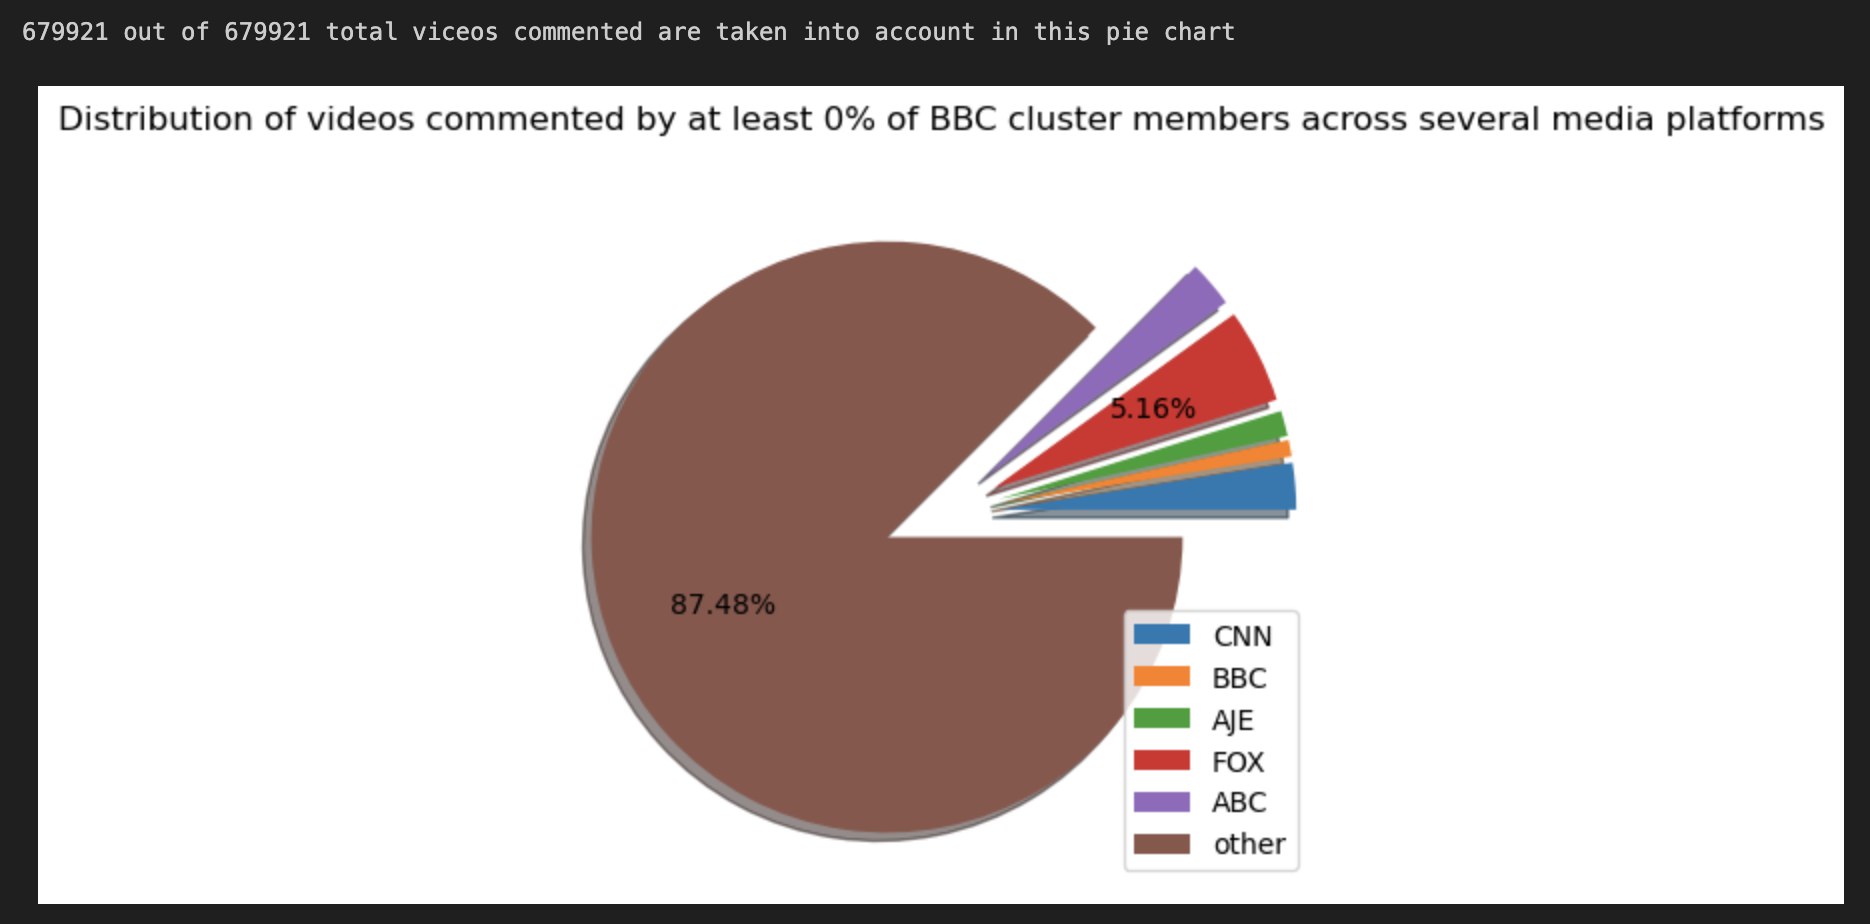 679921 out of 679921 total viceos commented are taken into account in this pie chart
Distribution of videos commented by at least 0% of BBC cluster members across several media platforms
5.16%
87.48%
CNN
BBC
AJE
FOX
ABC
other